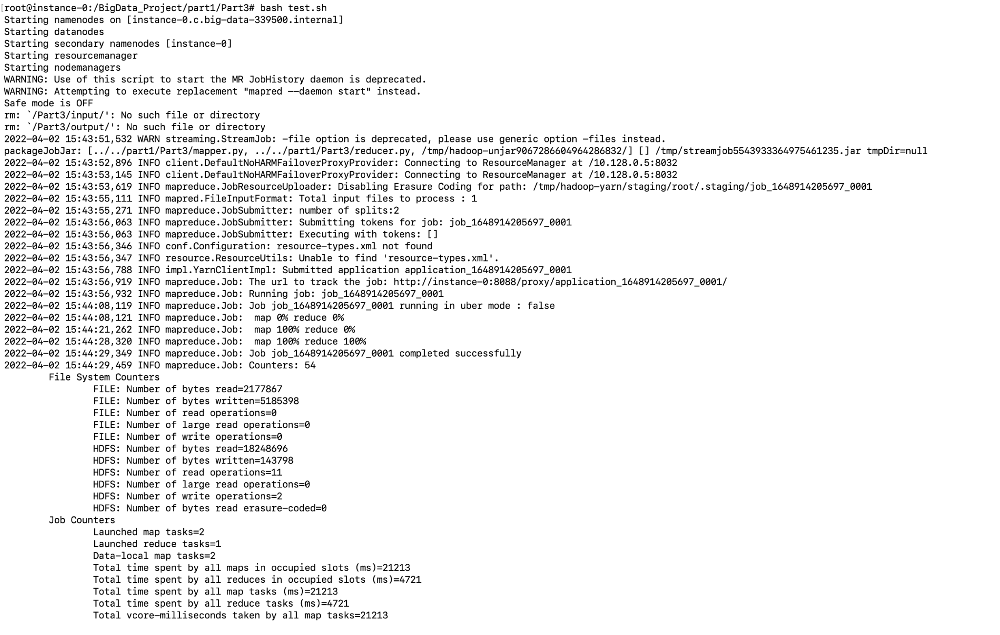 [root@instance-0:/BigData_Project/part1/Part3# bash test.sh
Starting namenodes on [instance-0.c.big-data-339500.internal]
Starting datanodes
Starting secondary namenodes [instance-0]
Starting resourcemanager
Starting nodemanagers
WARNING: Use of this script to start the MR JobHistory daemon is deprecated.
WARNING: Attempting to execute replacement "mapred --daemon start" instead.
Safe mode is OFF
rm: `/Part3/input/': No such file or directory
rm: `/Part3/output/': No such file or directory
2022-04-02 15:43:51,532 WARN streaming.StreamJob: -file option is deprecated, please use generic option -files instead.
packageJobJar: [../../part1/Part3/mapper.py, ../../part1/Part3/reducer.py, /tmp/hadoop-unjar9067286604964286832/] [] /tmp/streamjob5543933364975461235.jar tmpDir=null
2022-04-02 15:43:52,896 INFO client.DefaultNoHARMFailoverProxyProvider: Connecting to ResourceManager at /10.128.0.5:8032
2022-04-02 15:43:53,145 INFO client.DefaultNoHARMFailoverProxyProvider: Connecting to ResourceManager at /10.128.0.5:8032
2022-04-02 15:43:53,619 INFO mapreduce.JobResourceUploader: Disabling Erasure Coding for path: /tmp/hadoop-yarn/staging/root/.staging/job_1648914205697_0001
2022-04-02 15:43:55,111 INFO mapred.FileInputFormat: Total input files to process : 1
2022-04-02 15:43:55,271 INFO mapreduce.JobSubmitter: number of splits:2
2022-04-02 15:43:56,063 INFO mapreduce.JobSubmitter: Submitting tokens for job: job_1648914205697_0001
2022-04-02 15:43:56,063 INFO mapreduce.JobSubmitter: Executing with tokens: []
2022-04-02 15:43:56,346 INFO conf.Configuration: resource-types.xml not found
2022-04-02 15:43:56,347 INFO resource.ResourceUtils: Unable to find 'resource-types.xml'.
2022-04-02 15:43:56,788 INFO impl.YarnClientImpl: Submitted application application_1648914205697_0001
2022-04-02 15:43:56,919 INFO mapreduce.Job: The url to track the job: http://instance-0:8088/proxy/application_1648914205697_0001/
2022-04-02 15:43:56,932 INFO mapreduce.Job: Running job: job_1648914205697_0001
2022-04-02 15:44:08,119 INFO mapreduce.Job: Job job_1648914205697_0001 running in uber mode : false
2022-04-02 15:44:08,121 INFO mapreduce.Job:  map 0% reduce 0%
2022-04-02 15:44:21,262 INFO mapreduce.Job:  map 100% reduce 0%
2022-04-02 15:44:28,320 INFO mapreduce.Job:  map 100% reduce 100%
2022-04-02 15:44:29,349 INFO mapreduce.Job: Job job_1648914205697_0001 completed successfully
2022-04-02 15:44:29,459 INFO mapreduce.Job: Counters: 54
File System Counters
FILE: Number of bytes read=2177867
FILE: Number of bytes written=5185398
FILE: Number of read operations=0
FILE: Number of large read operations=0
FILE: Number of write operations=0
HDFS: Number of bytes read=18248696
HDFS: Number of bytes written=143798
HDFS: Number of read operations=11
HDFS: Number of large read operations=0
HDFS: Number of write operations=2
HDFS: Number of bytes read erasure-coded=0
Job Counters
Launched map tasks=2
Launched reduce tasks=1
Data-local map tasks=2
Total time spent by all maps in occupied slots (ms)=21213
Total time spent by all reduces in occupied slots (ms)=4721
Total time spent by all map tasks (ms)=21213
Total time spent by all reduce tasks (ms)=4721
Total vcore-milliseconds taken by all map tasks=21213